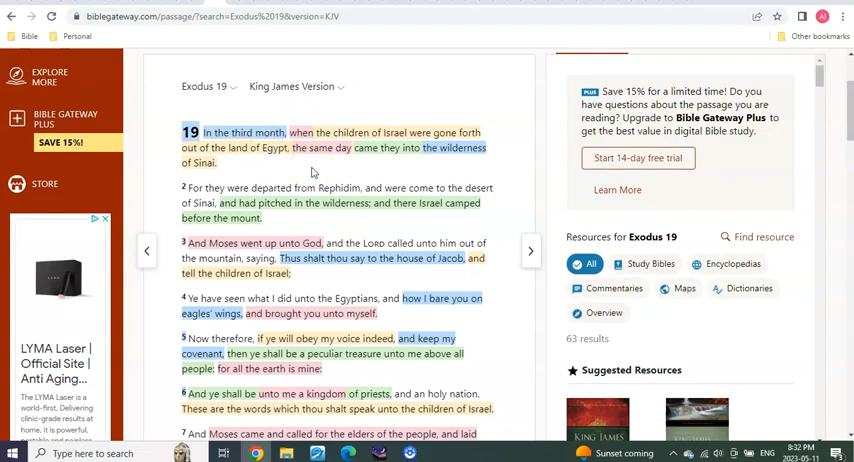 biblegateway.com/passage/?search=Exodus%2019&version=KJV
AI
Bible
Personal
Other bookmarks
EXPLORE
MORE
BIBLE GATEWAY
PLUS
SAVE 15%!
STORE
LYMA Laser |
Official Site |
Anti Aging...
The LYMA Laser is a
world-first. Delivering
clinic-grade results at
home, it is powerful,
Exodus 19
King James Version
19 In the third month, when the children of Israel were gone forth
out of the land of Egypt, the same day came they into the wilderness
of Sinai.
2 For they were departed from Rephidim, and were come to the desert
of Sinai, and had pitched in the wilderness; and there Israel camped
before the mount.
3 And Moses went up unto God, and the LORD called unto him out of
the mountain, saying, Thus shalt thou say to the house of Jacob, and
tell the children of Israel;
4 Ye have seen what I did unto the Egyptians, and how I bare you on
eagles' wings, and brought you unto myself.
5 Now therefore, if ye will obey my voice indeed, and keep my
covenant, then ye shall be a peculiar treasure unto me above all
people: for all the earth is mine:
6 And ye shall be unto me a kingdom of priests, and an holy nation.
These are the words which thou shalt speak unto the children of Israel.
7 And Moses came and called for the elders of the people, and laid
PLUS Save 15% for a limited time! Do you
have questions about the passage you are
reading? Upgrade to Bible Gateway Plus to
get the best value in digital Bible study.
Start 14-day free trial
Learn More
Resources for Exodus 19
Find resource
All
Study Bibles
Encyclopedias
Commentaries
Maps
Dictionaries
Overview
63 results
Suggested Resources
KING JAMES
KING JAMES
Type here to search
Sunset coming
ENG
8:32 PM
2023-05-11
3